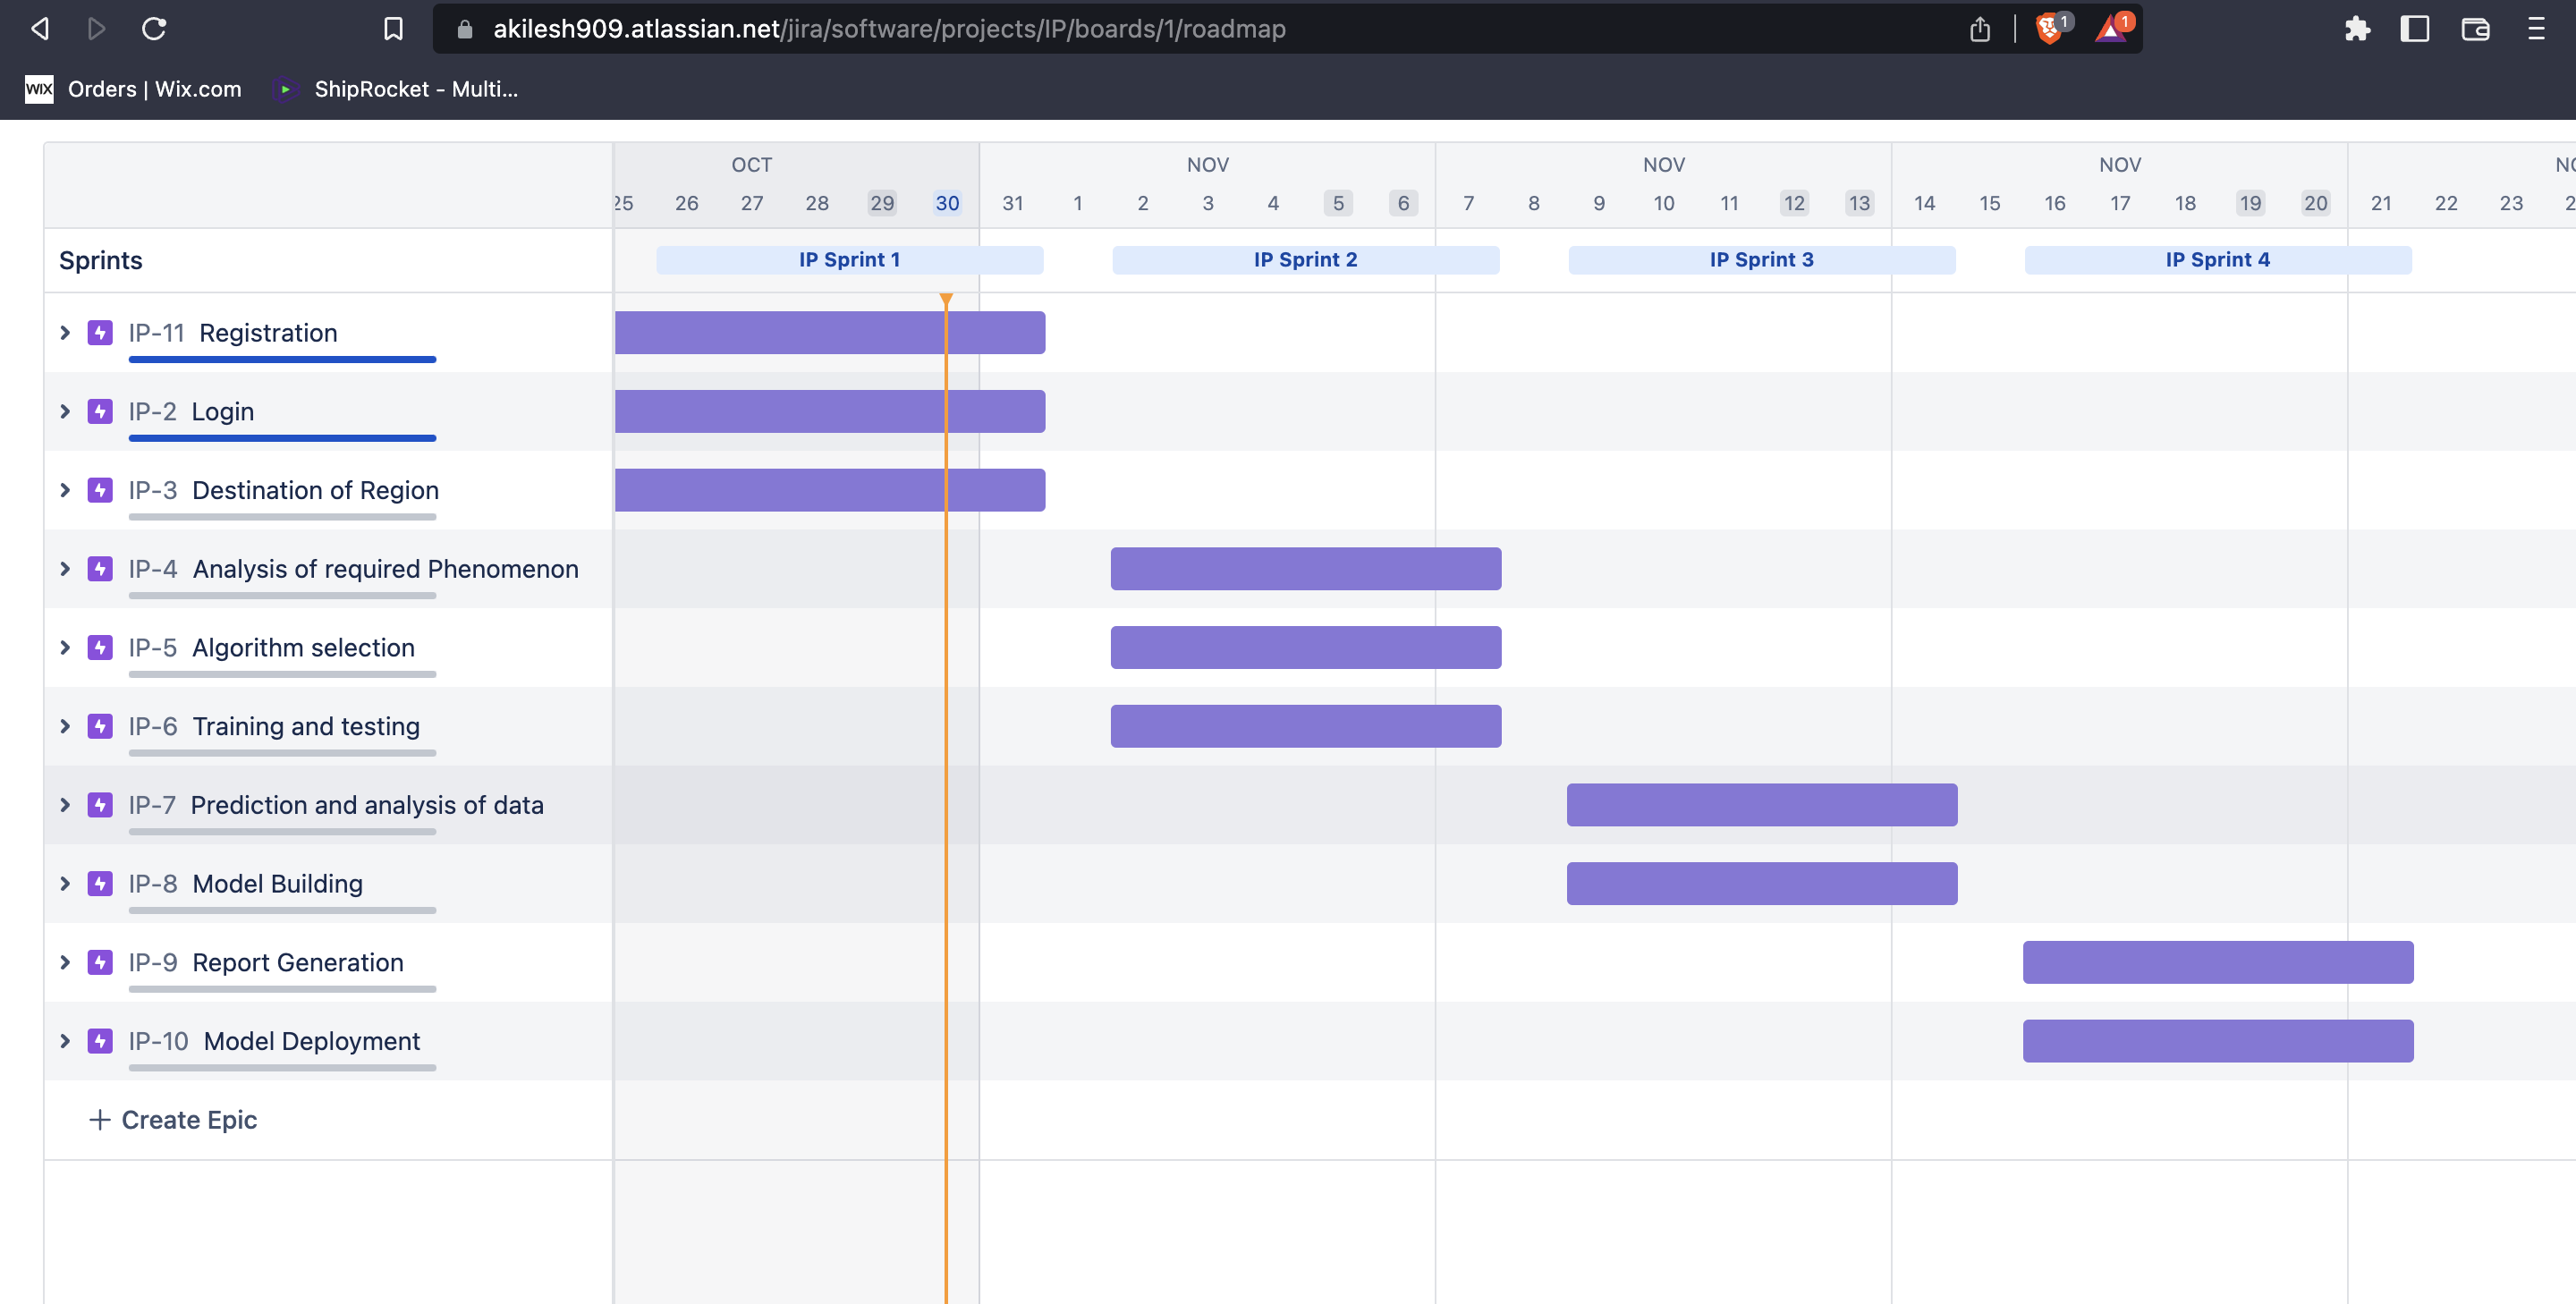 akilesh909.atlassian.net/jira/software/projects/IP/boards/1/roadmap 1 1
WIX Orders | Wix.com ShipRocket - Multi...
OCT NOV NOV NOV
25 26 27 28 29 30 31 1 2 3 4 5 6 7 8 9 10 11 12 13 14 15 16 17 18 19 20 21 22 23
Sprints IP Sprint 1 IP Sprint 2 IP Sprint 3 IP Sprint 4
IP-11 Registration
IP-2 Login
IP-3 Destination of Region
IP-4 Analysis of required Phenomenon
IP-5 Algorithm selection
IP-6 Training and testing
IP-7 Prediction and analysis of data
IP-8 Model Building
IP-9 Report Generation
IP-10 Model Deployment
+ Create Epic